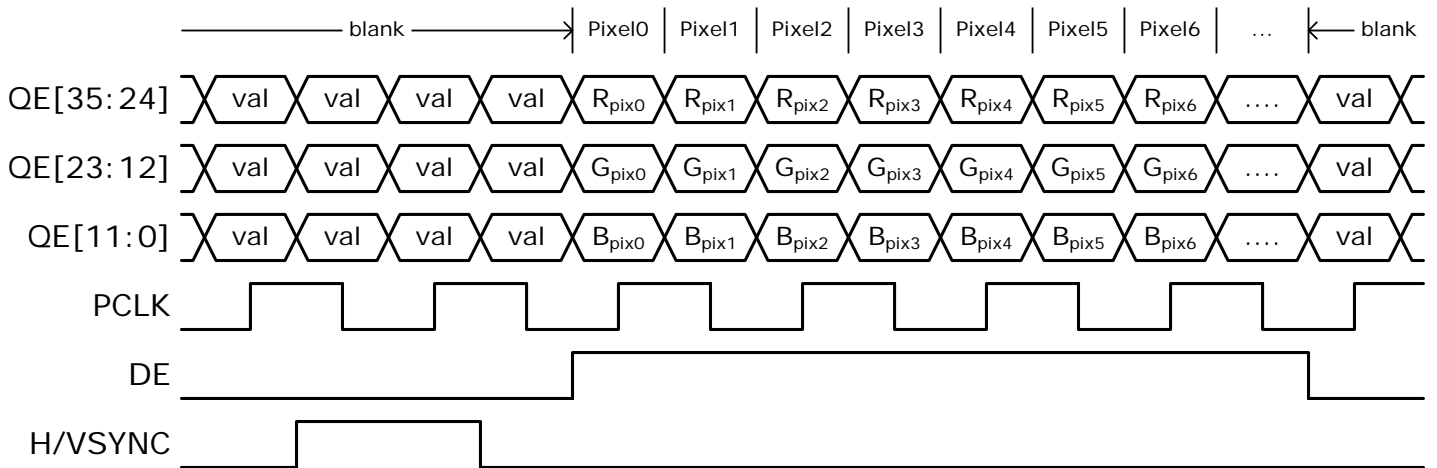 blank Pixel0 Pixel1 Pixel2 Pixel3 Pixel4 Pixel5 Pixel6 ... blank
QE[35:24] val val val val Rpix0 Rpix1 Rpix2 Rpix3 Rpix4 Rpix5 Rpix6 .... val
QE[23:12] val val val val Gpix0 Gpix1 Gpix2 Gpix3 Gpix4 Gpix5 Gpix6 .... val
QE[11:0] val val val val Bpix0 Bpix1 Bpix2 Bpix3 Bpix4 Bpix5 Bpix6 .... val
PCLK
DE
H/VSYNC